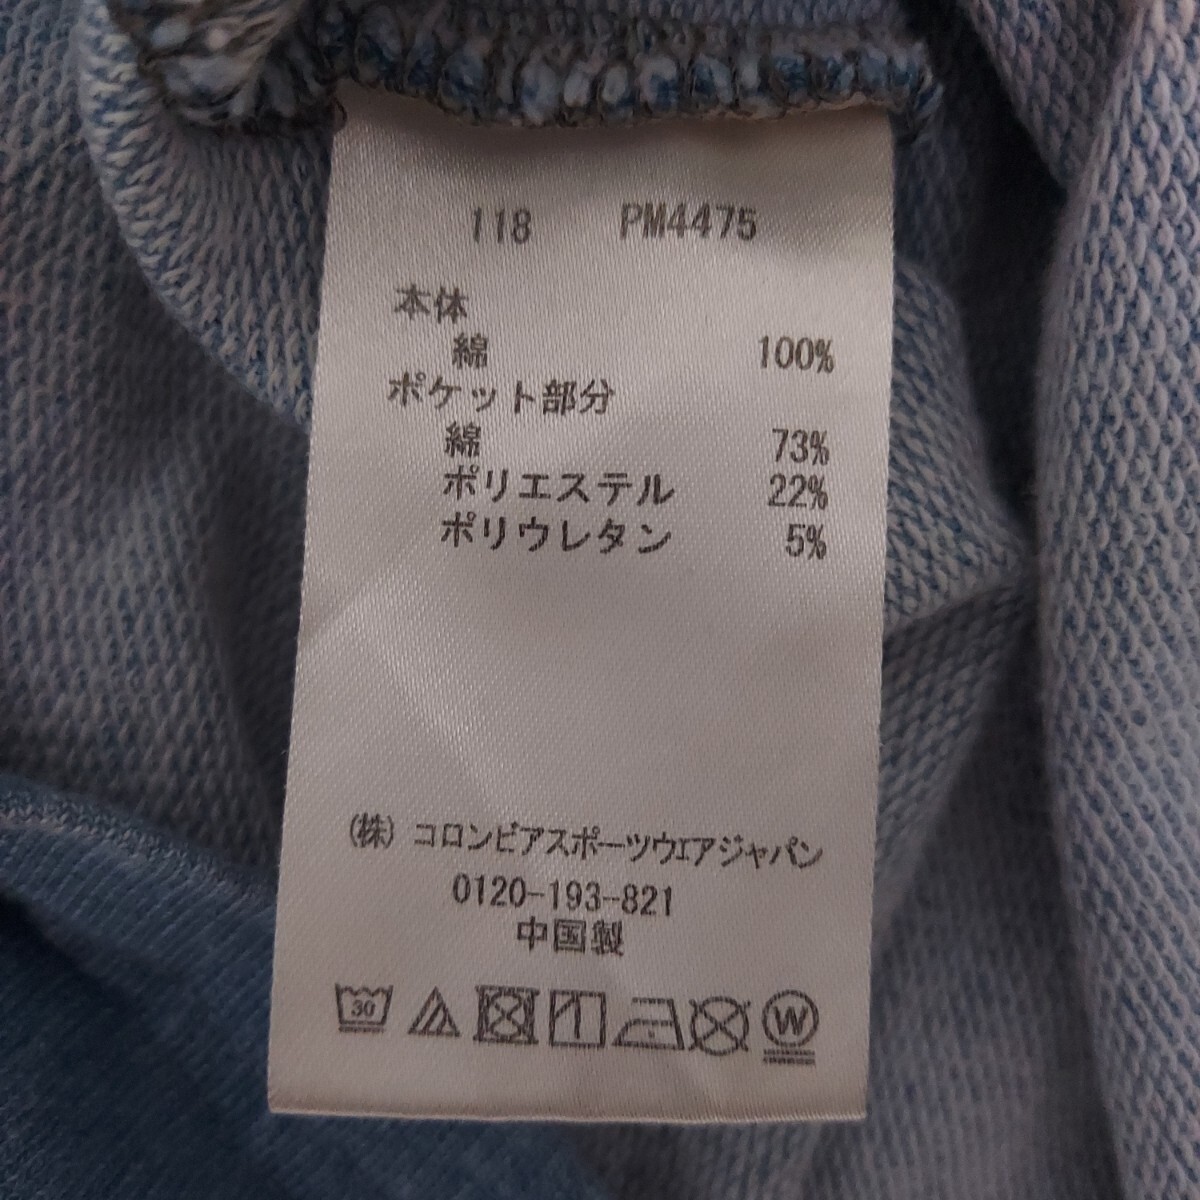 118 PM4475
本体
綿 100%
ポケット部分
綿 73%
ポリエステル 22%
ポリウレタン 5%
(株) コロンビアスポーツウェアジャパン
0120-193-821
中国製
30 W